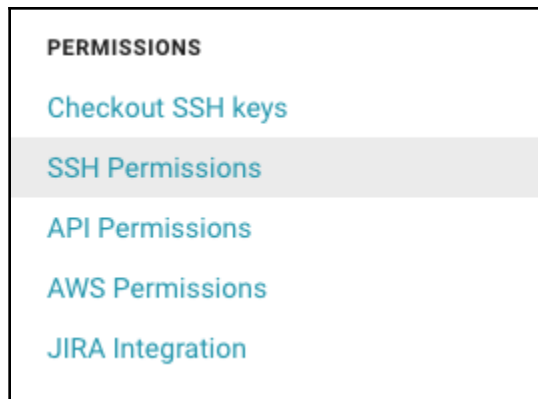 PERMISSIONS
Checkout SSH keys
SSH Permissions
API Permissions
AWS Permissions
JIRA Integration